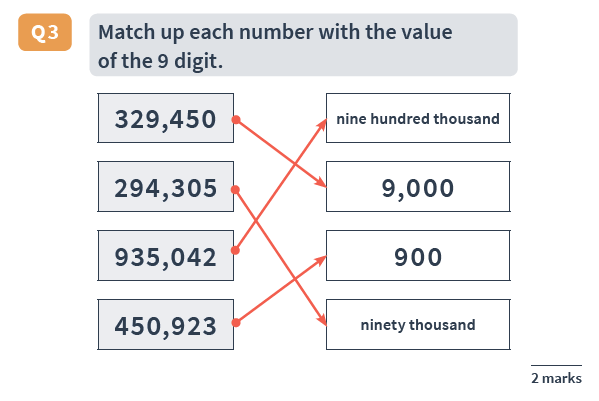 Q3
Match up each number with the value
of the 9 digit.
329,450
nine hundred thousand
294,305
9,000
935,042
900
450,923
ninety thousand
2 marks